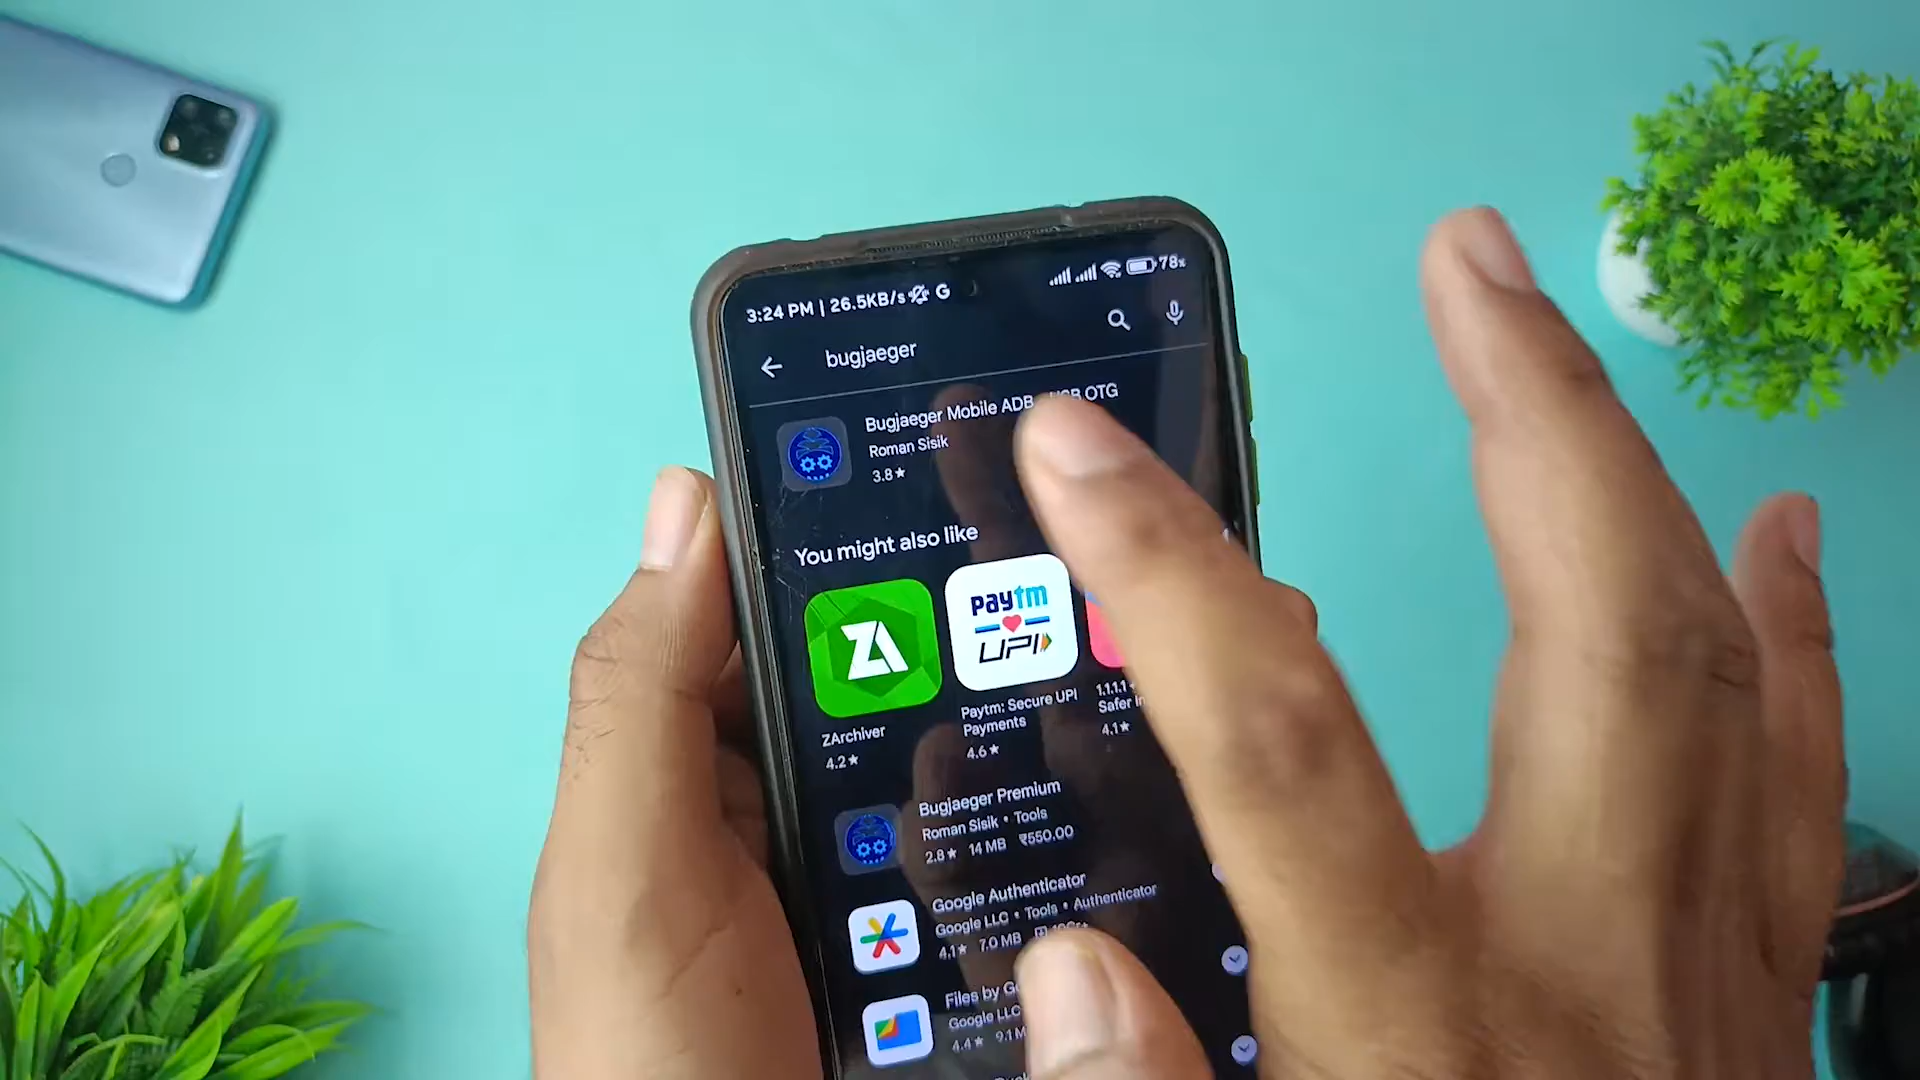 3:24 PM | 26.5KB/s G 78%
bugjaeger
Bugjaeger Mobile ADB OTG
Roman Sisik
3.8★
You might also like
ZA
paytm
UPI
ZArchiver
4.2★
Paytm: Secure UPI
Payments
4.6★
1.1.1.1 +
Safer
4.1★
Bugjaeger Premium
Roman Sisik • Tools
2.8★ 14 MB ₹550.00
Google Authenticator
Google LLC • Tools • Authenticator
4.1★ 7.0 MB
Files by
Google LLC
4.4★